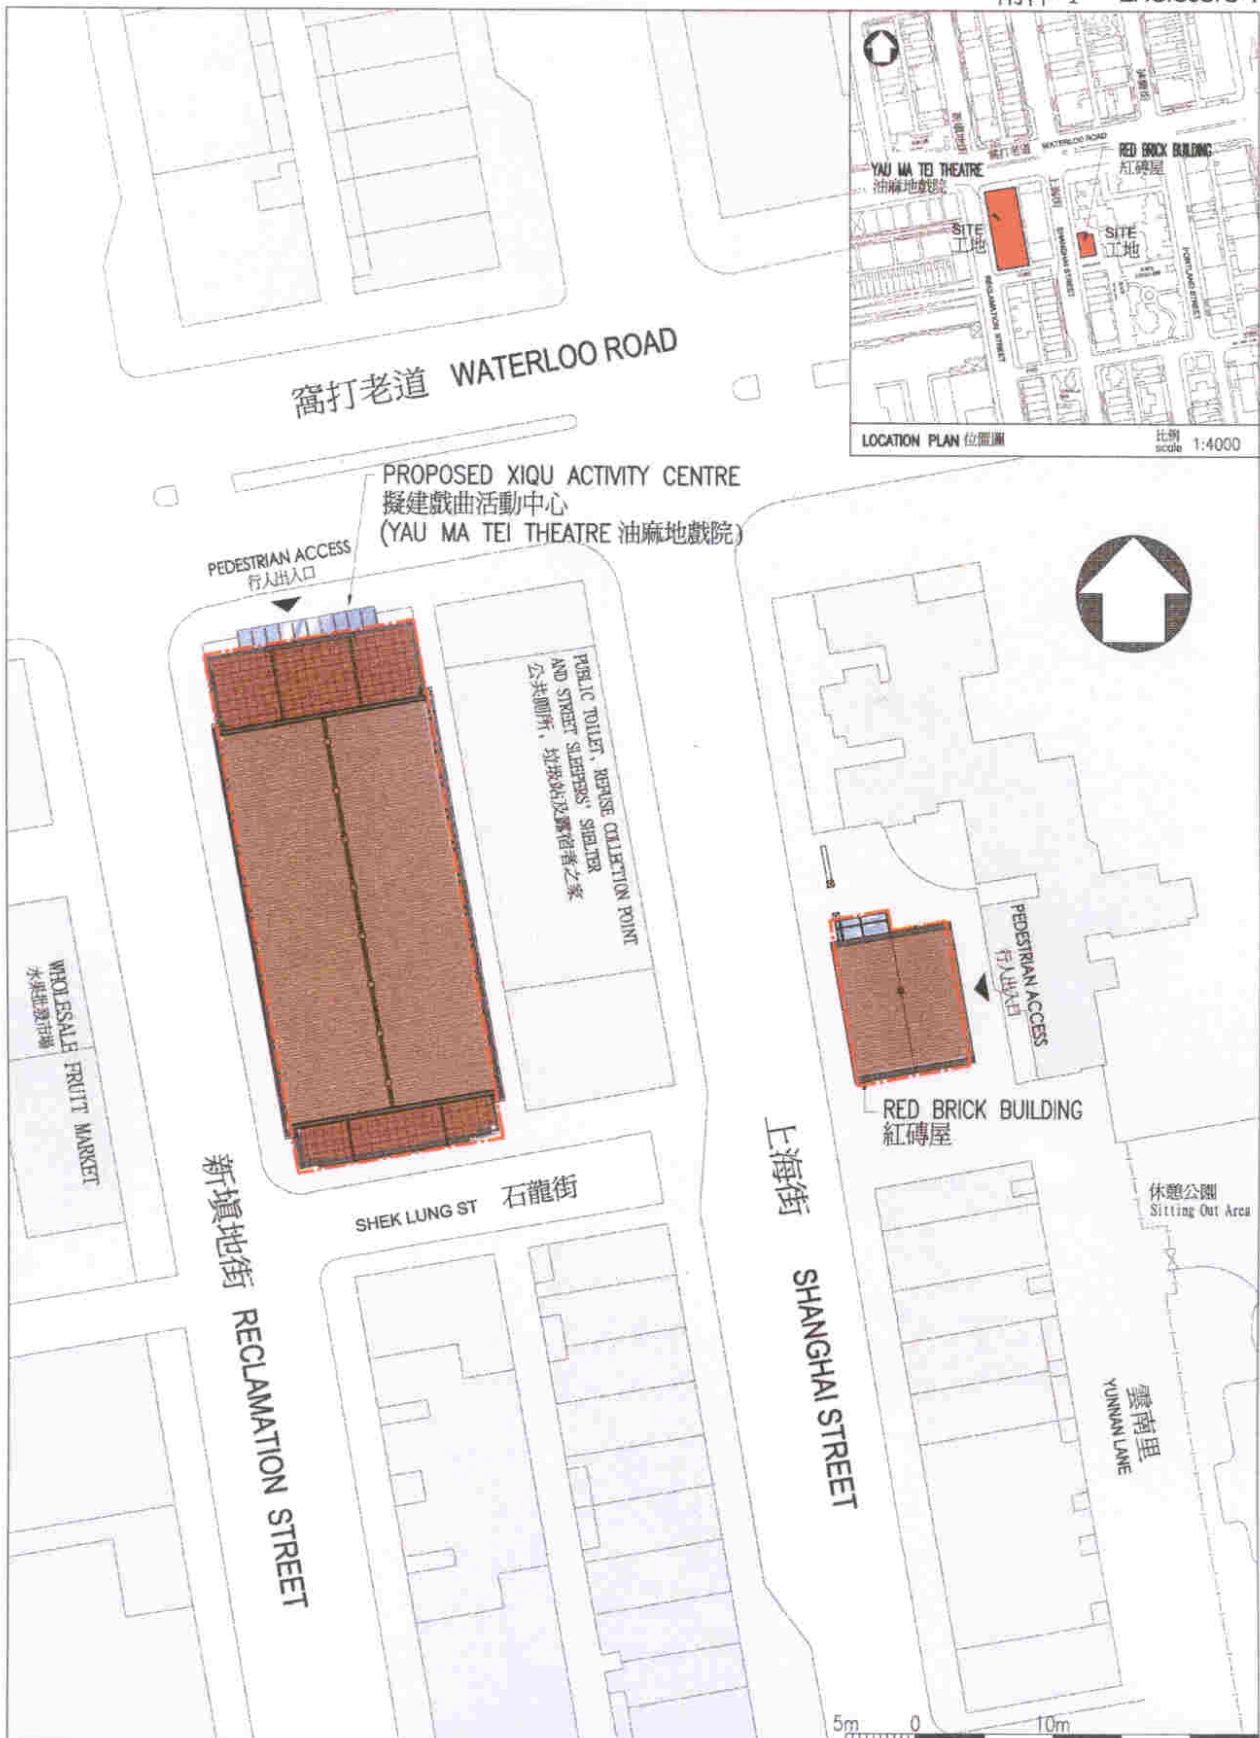 YAU MA TEI THEATRE
油麻地戲院
SITE
工地
窩打老道 WATERLOO ROAD
上海街
SHANGHAI STREET
RED BRICK BUILDING
紅磚屋
SITE
工地
PORTLAND STREET
RECLAMATION STREET
LOCATION PLAN 位置圖
比例
scale 1:4000
窩打老道 WATERLOO ROAD
PROPOSED XIQU ACTIVITY CENTRE
擬建戲曲活動中心
(YAU MA TEI THEATRE 油麻地戲院)
PEDESTRIAN ACCESS
行人出入口
PUBLIC TOILET, REFUSE COLLECTION POINT
AND STREET SLEEPERS' SHELTER
公共廁所，垃圾站及露宿者之家
WHOLESALE FRUIT MARKET
水果批發市場
PEDESTRIAN ACCESS
行人出入口
RED BRICK BUILDING
紅磚屋
SHEK LUNG ST 石龍街
新填地街 RECLAMATION STREET
上海街 SHANGHAI STREET
休憩公園
Sitting Out Area
雲南里
YUNNAN LANE
5m 0 10m